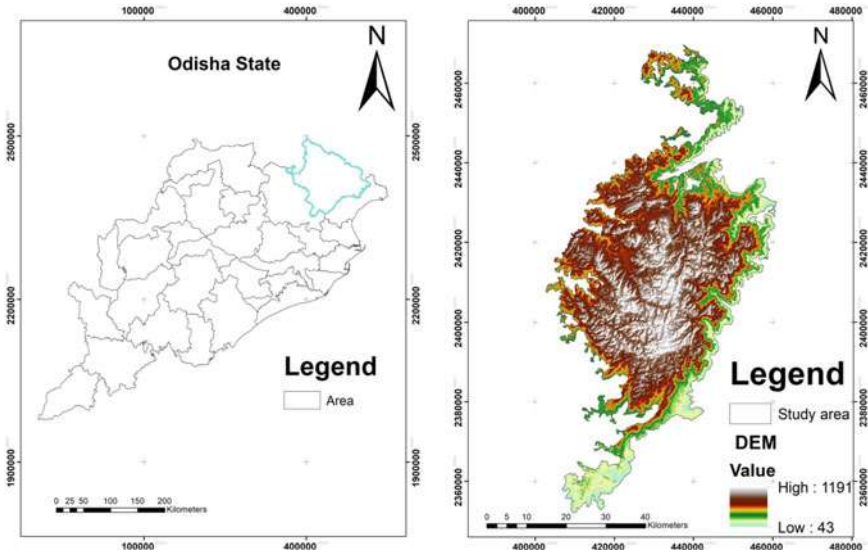 100000 400000
Odisha State
N
2500000 2500000
2200000 2200000
1900000 1900000
Legend
Area
0 25 50 100 150 200
Kilometers
100000 400000
400000 420000 440000 460000 480000
N
2460000 2460000
2440000 2440000
2420000 2420000
2400000 2400000
2380000 2380000
2360000 2360000
Legend
Study area
DEM
Value
High : 1191
Low : 43
0 5 10 20 30 40
Kilometers
400000 420000 440000 460000 480000